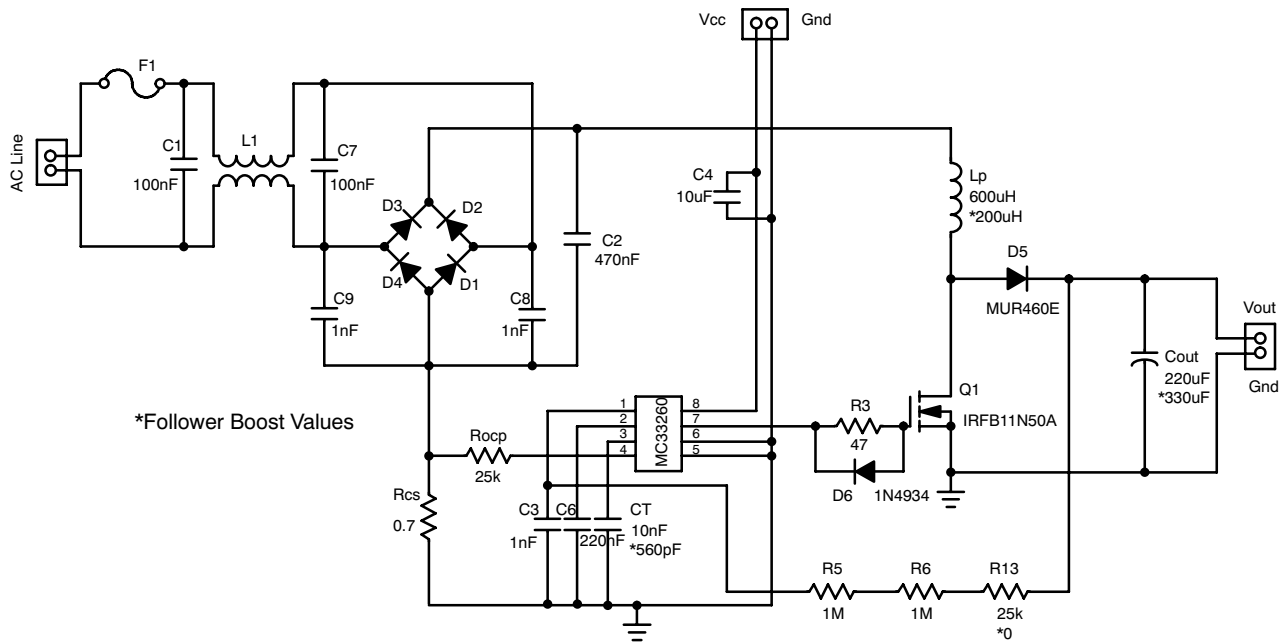 Vcc
Gnd
F1
AC Line
C1
100nF
L1
C7
100nF
C4
10uF
Lp
600uH
*200uH
D3
D2
D4
D1
C2
470nF
D5
MUR460E
C9
1nF
C8
1nF
Vout
Gnd
Cout
220uF
*330uF
*Follower Boost Values
MC33260
1
2
3
4
8
7
6
5
Q1
IRFB11N50A
R3
47
D6
1N4934
Rocp
25k
Rcs
0.7
C3
1nF
C6
220nF
CT
10nF
*560pF
R5
1M
R6
1M
R13
25k
*0